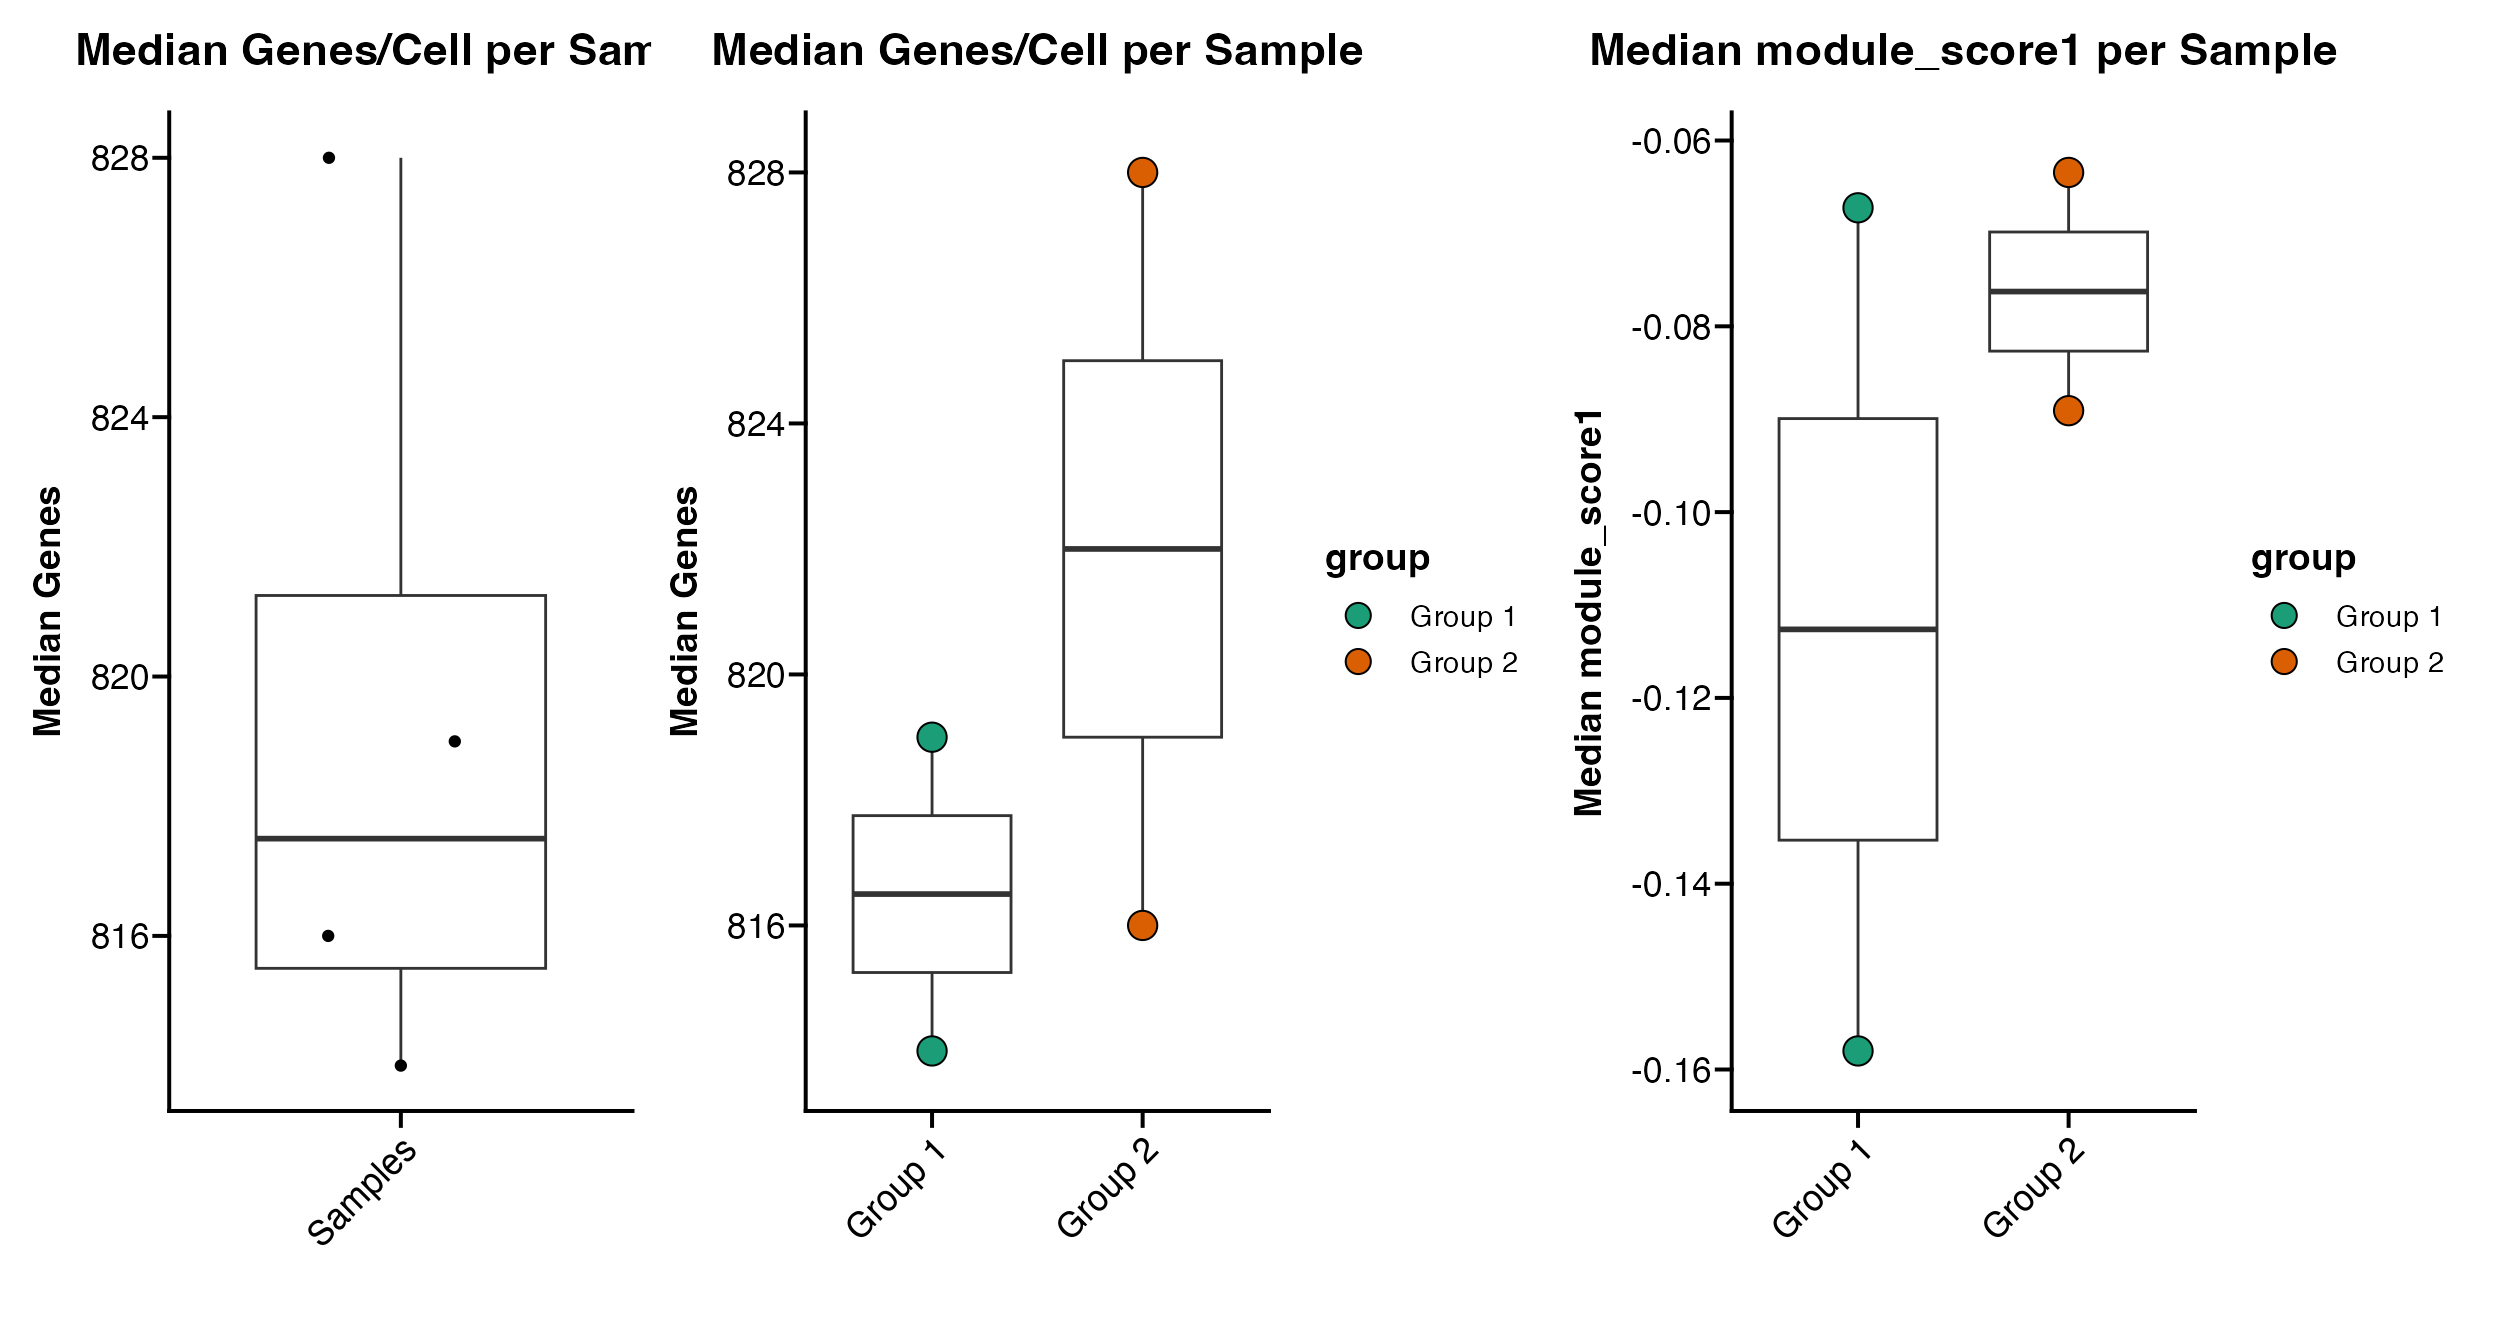 Median Genes/Cell per Sam
Median Genes
828
824
820
816
Samples
Median Genes/Cell per Sample
Median Genes
828
824
820
816
Group 1
Group 2
group
Group 1
Group 2
Median module_score1 per Sample
Median module_score1
-0.06
-0.08
-0.10
-0.12
-0.14
-0.16
Group 1
Group 2
group
Group 1
Group 2